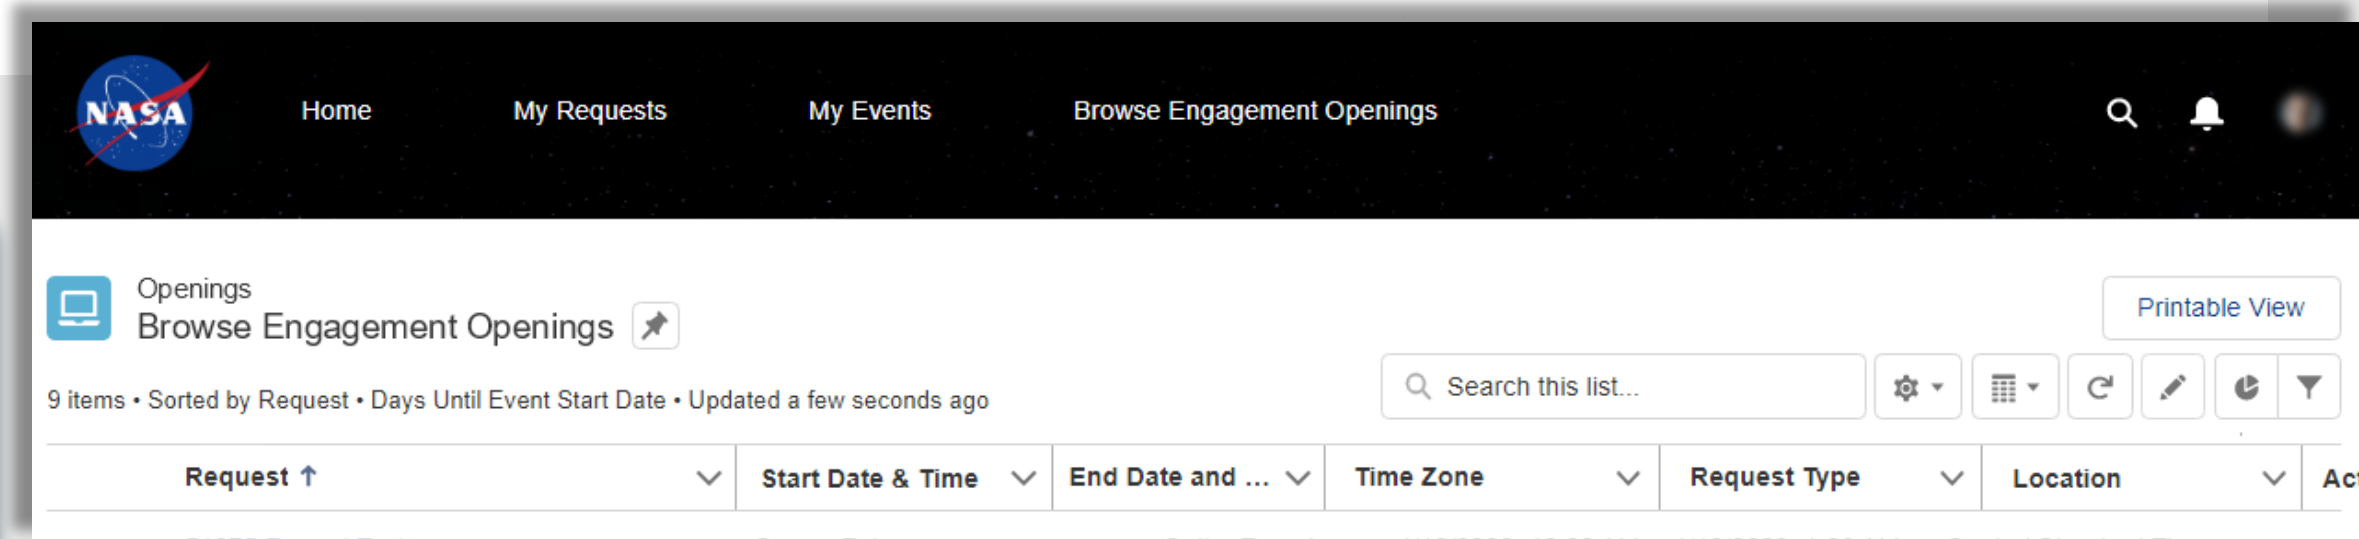 NASA
Home
My Requests
My Events
Browse Engagement Openings
Openings
Browse Engagement Openings
Printable View
9 items • Sorted by Request • Days Until Event Start Date • Updated a few seconds ago
Search this list...
Request
Start Date & Time
End Date and ...
Time Zone
Request Type
Location